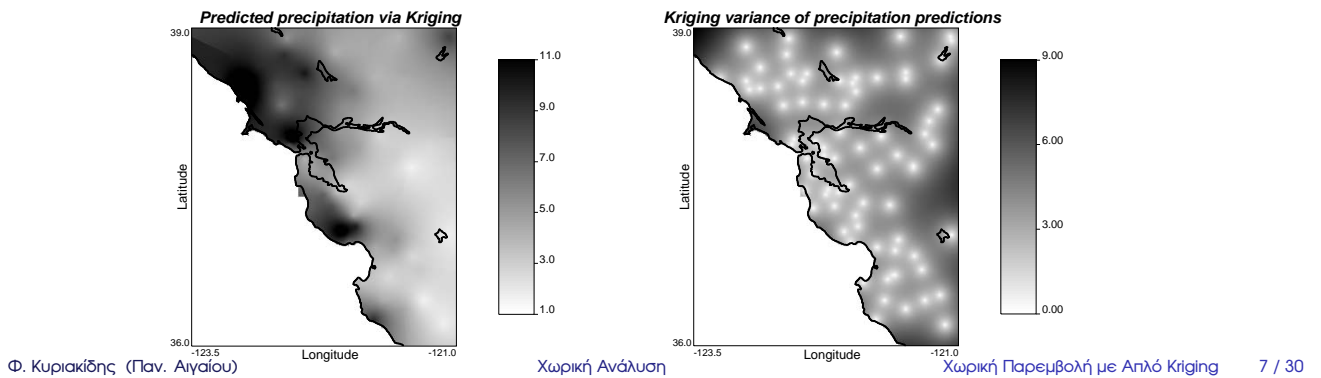 Predicted precipitation via Kriging
39.0
Latitude
36.0
-123.5
Longitude
-121.0
11.0
9.0
7.0
5.0
3.0
1.0
Kriging variance of precipitation predictions
39.0
Latitude
36.0
-123.5
Longitude
-121.0
9.00
6.00
3.00
0.00
Φ. Κυριακίδης (Παν. Αιγαίου) Χωρική Ανάλυση Χωρική Παρεμβολή με Απλό Kriging 7 / 30